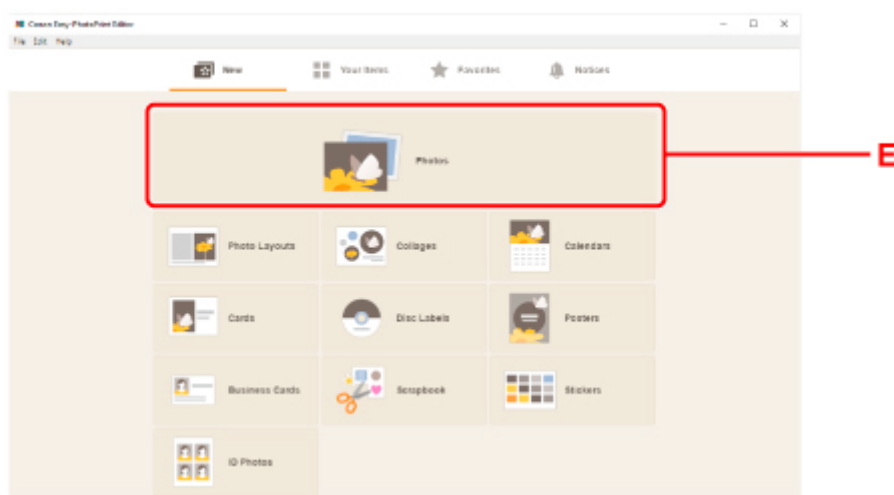 Canon Easy-PhotoPrint Editor
File Edit Help
New Your Items Favorites Notices
Photos
E
Photo Layouts Collages Calendars
Cards Disc Labels Posters
Business Cards Scrapbook Stickers
ID Photos